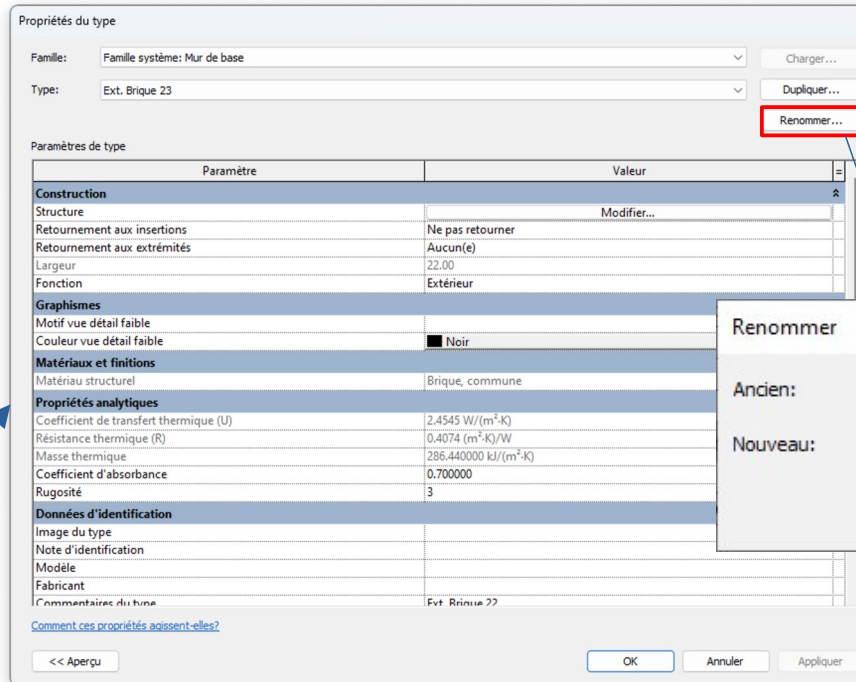 Propriétés du type
Famille: Famille système: Mur de base Charger...
Type: Ext. Brique 23 Dupliquer...
Renommer...
Paramètres de type
Paramètre Valeur =
Construction
Structure Modifier...
Retournement aux insertions Ne pas retourner
Retournement aux extrémités Aucun(e)
Largeur 22.00
Fonction Extérieur
Graphismes
Motif vue détail faible
Couleur vue détail faible Noir
Matériaux et finitions
Matériau structurel Brique, commune
Propriétés analytiques
Coefficient de transfert thermique (U) 2.4545 W/(m²·K)
Résistance thermique (R) 0.4074 (m²·K)/W
Masse thermique 286.440000 kJ/(m²·K)
Coefficient d'absorbance 0.700000
Rugosité 3
Données d'identification
Image du type
Note d'identification
Modèle
Fabricant
Commentaires du type Ext. Brique 22
Renommer
Ancien:
Nouveau:
Comment ces propriétés agissent-elles?
<< Aperçu OK Annuler Appliquer